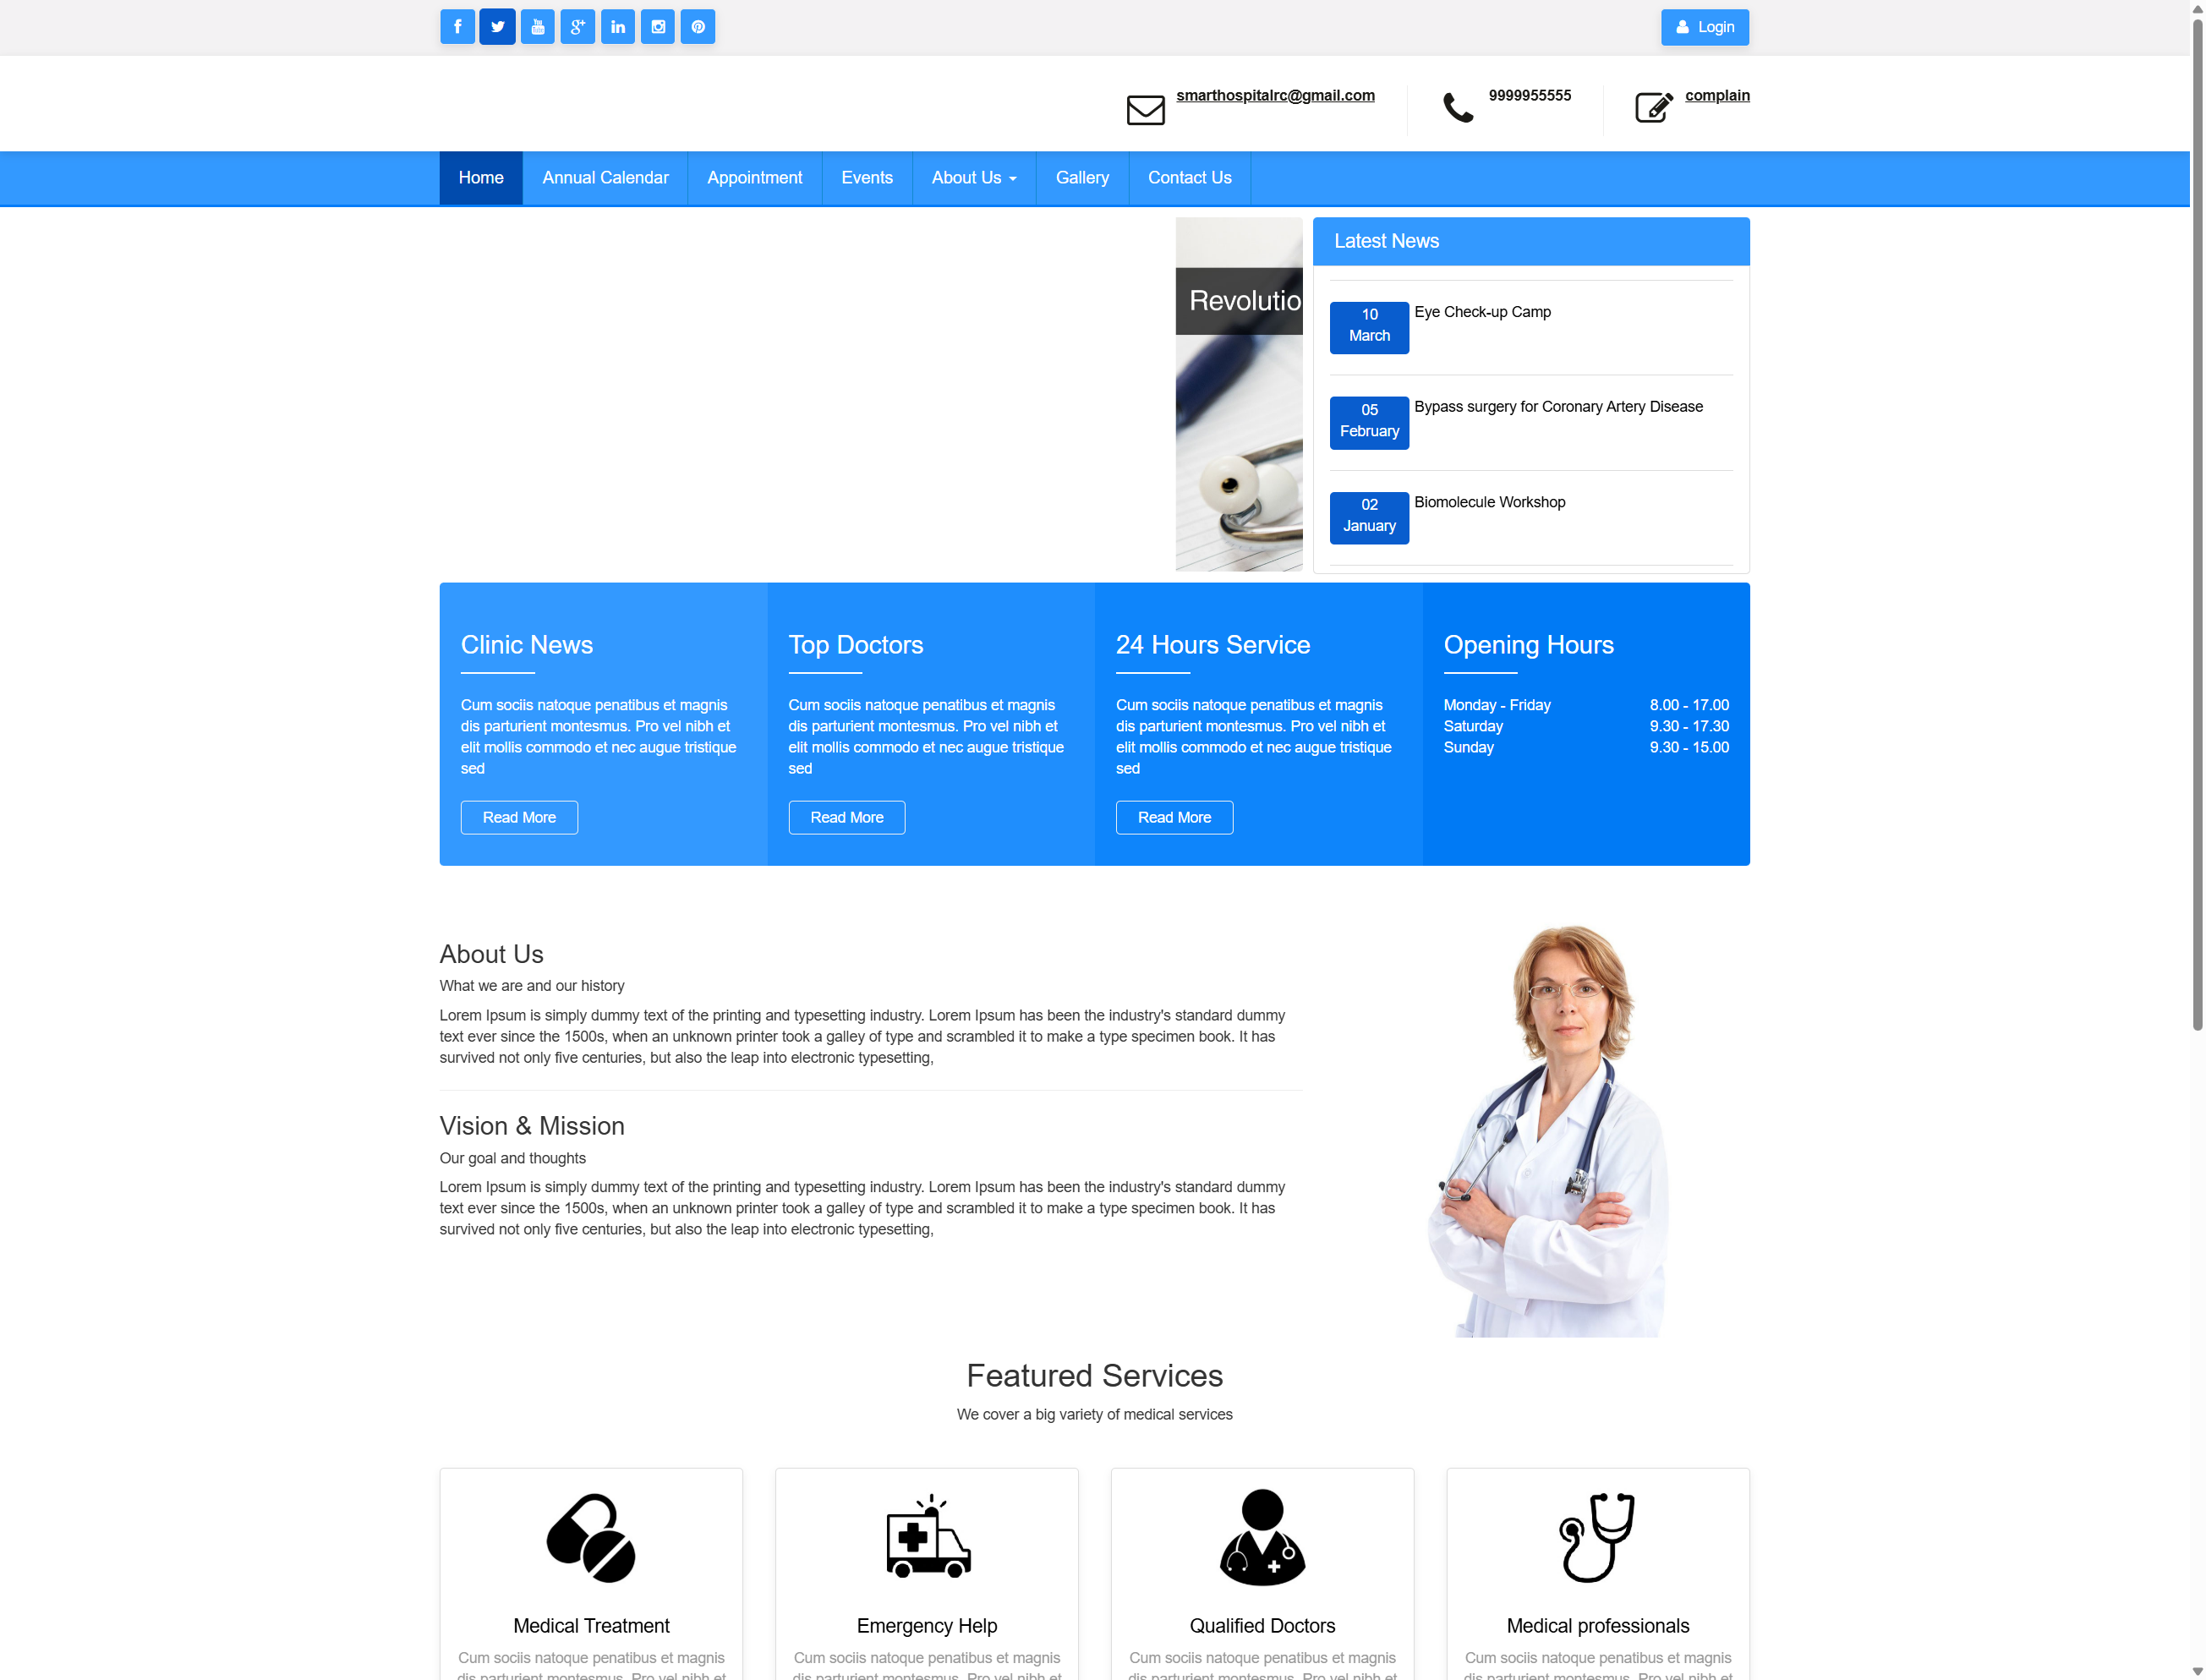 Login
smarthospitalrc@gmail.com
9999955555
complain
Home
Annual Calendar
Appointment
Events
About Us
Gallery
Contact Us
Revolutio
Latest News
10
March
Eye Check-up Camp
05
February
Bypass surgery for Coronary Artery Disease
02
January
Biomolecule Workshop
Clinic News
Cum sociis natoque penatibus et magnis
dis parturient montesmus. Pro vel nibh et
elit mollis commodo et nec augue tristique
sed
Read More
Top Doctors
Cum sociis natoque penatibus et magnis
dis parturient montesmus. Pro vel nibh et
elit mollis commodo et nec augue tristique
sed
Read More
24 Hours Service
Cum sociis natoque penatibus et magnis
dis parturient montesmus. Pro vel nibh et
elit mollis commodo et nec augue tristique
sed
Read More
Opening Hours
Monday - Friday 8.00 - 17.00
Saturday 9.30 - 17.30
Sunday 9.30 - 15.00
About Us
What we are and our history
Lorem Ipsum is simply dummy text of the printing and typesetting industry. Lorem Ipsum has been the industry's standard dummy
text ever since the 1500s, when an unknown printer took a galley of type and scrambled it to make a type specimen book. It has
survived not only five centuries, but also the leap into electronic typesetting,
Vision & Mission
Our goal and thoughts
Lorem Ipsum is simply dummy text of the printing and typesetting industry. Lorem Ipsum has been the industry's standard dummy
text ever since the 1500s, when an unknown printer took a galley of type and scrambled it to make a type specimen book. It has
survived not only five centuries, but also the leap into electronic typesetting,
Featured Services
We cover a big variety of medical services
Medical Treatment
Cum sociis natoque penatibus et magnis
dis parturient montesmus. Pro vel nibh et
Emergency Help
Cum sociis natoque penatibus et magnis
dis parturient montesmus. Pro vel nibh et
Qualified Doctors
Cum sociis natoque penatibus et magnis
dis parturient montesmus. Pro vel nibh et
Medical professionals
Cum sociis natoque penatibus et magnis
dis parturient montesmus. Pro vel nibh et